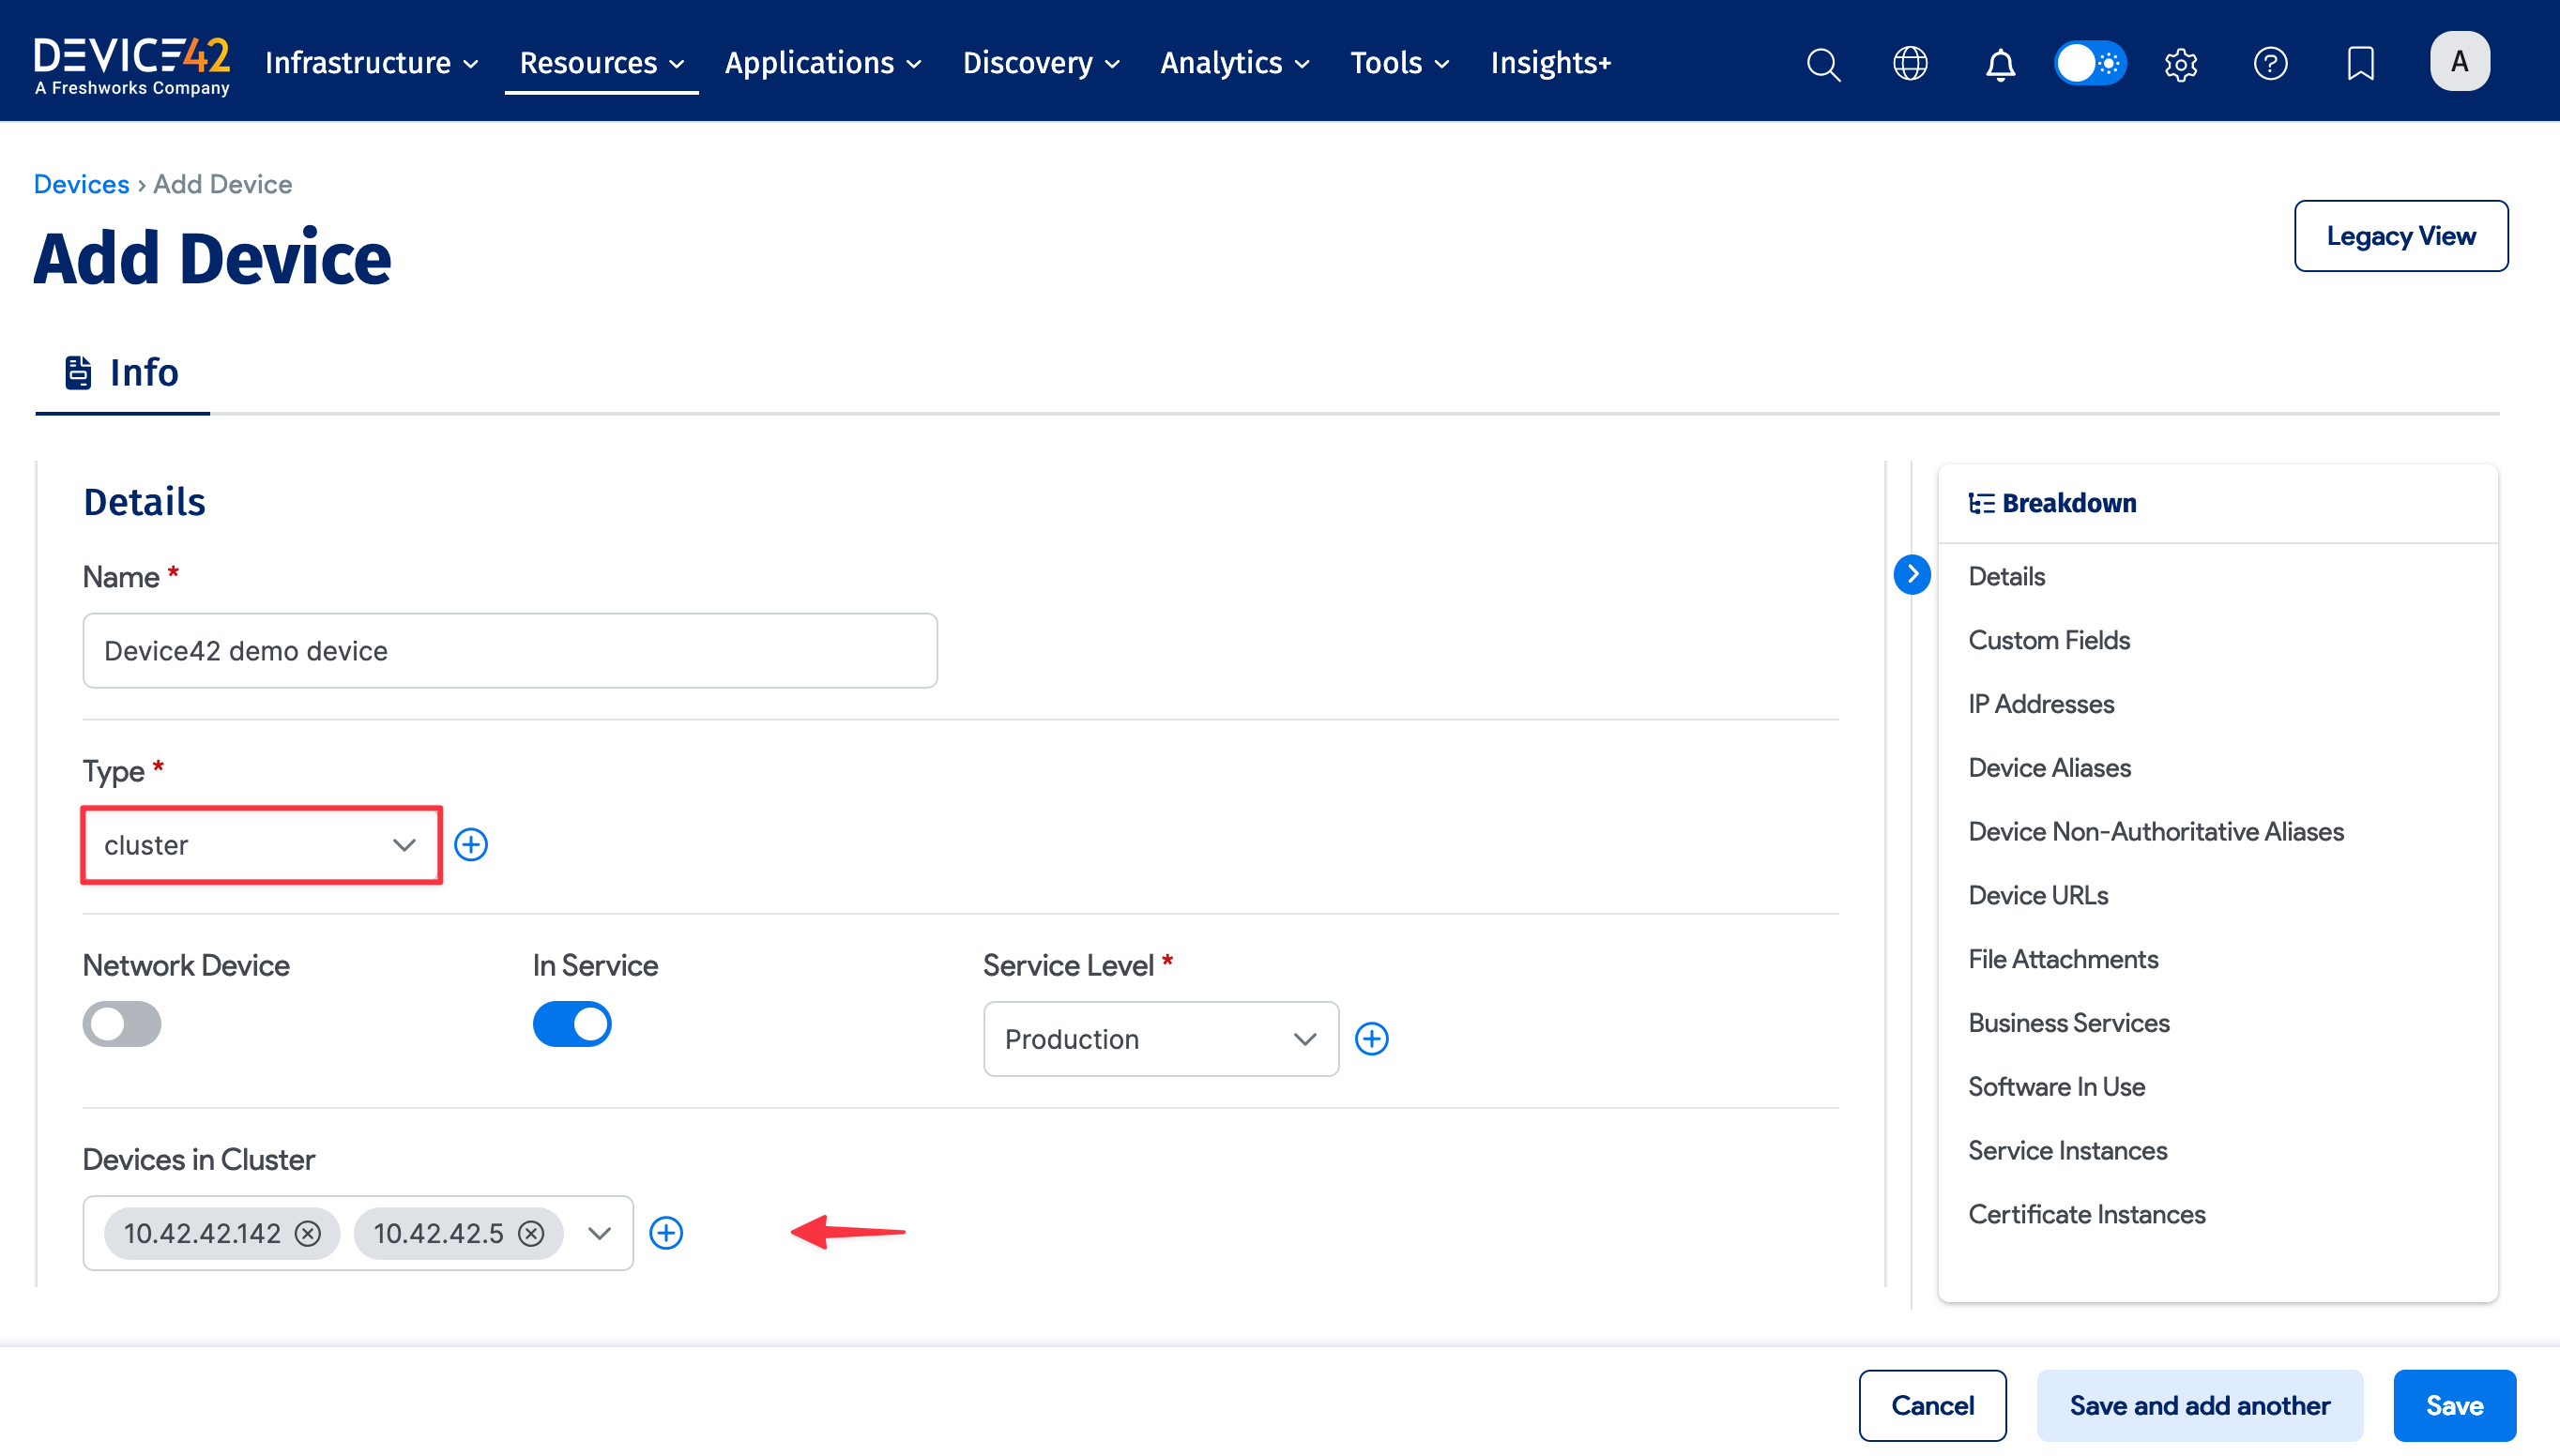 DEVICE42
A Freshworks Company
Infrastructure Resources Applications Discovery Analytics Tools Insights+ A
Devices › Add Device
Add Device
Legacy View
Info
Details
Name *
Device42 demo device
Type *
cluster
Network Device In Service Service Level *
Production
Devices in Cluster
10.42.42.142 10.42.42.5
Breakdown
Details
Custom Fields
IP Addresses
Device Aliases
Device Non-Authoritative Aliases
Device URLs
File Attachments
Business Services
Software In Use
Service Instances
Certificate Instances
Cancel Save and add another Save